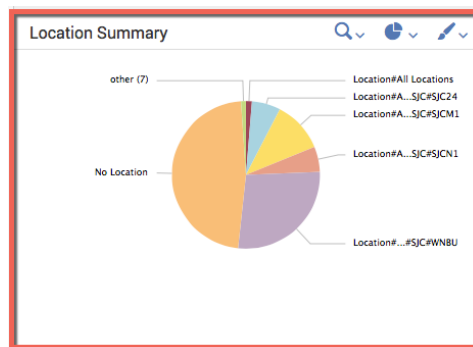 Location Summary
other (7)
Location#All Locations
Location#A...SJC#SJC24
Location#A...SJC#SJCM1
Location#A...SJC#SJCN1
No Location
Location#...#SJC#WNBU